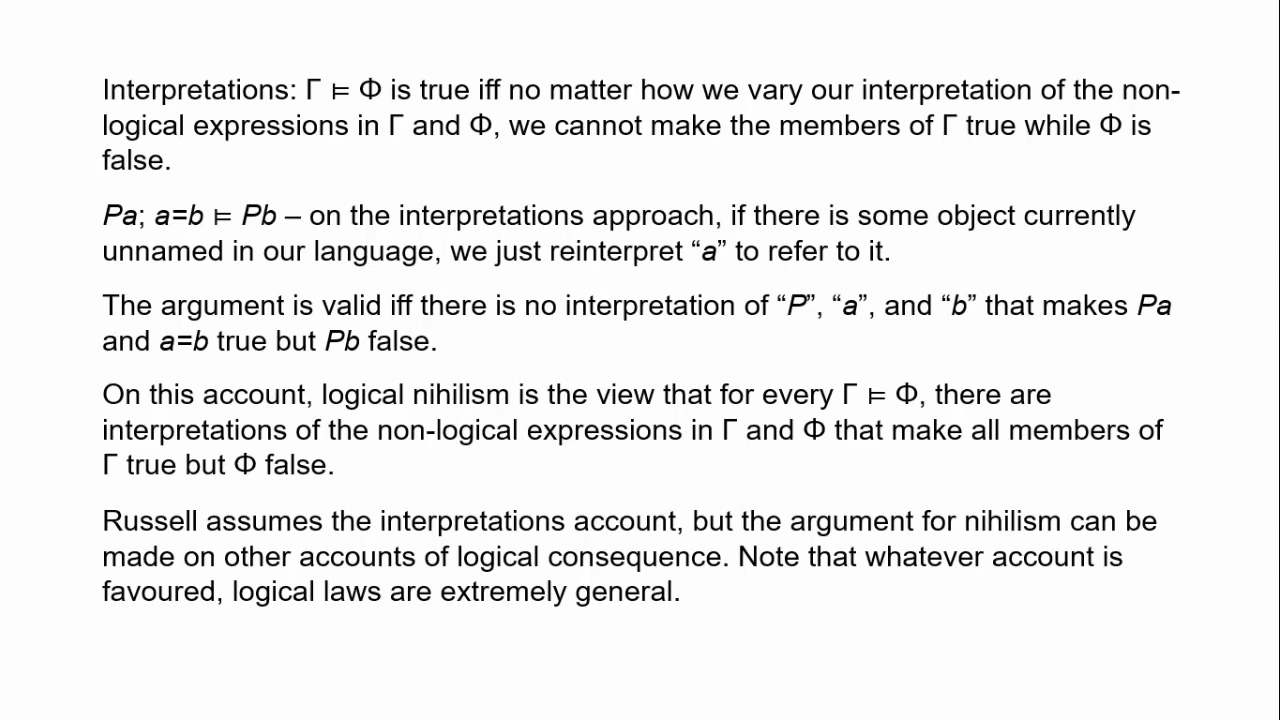 Interpretations: Γ ⊨ Φ is true iff no matter how we vary our interpretation of the non-
logical expressions in Γ and Φ, we cannot make the members of Γ true while Φ is
false.
Pa; a=b ⊨ Pb – on the interpretations approach, if there is some object currently
unnamed in our language, we just reinterpret “a” to refer to it.
The argument is valid iff there is no interpretation of “P”, “a”, and “b” that makes Pa
and a=b true but Pb false.
On this account, logical nihilism is the view that for every Γ ⊨ Φ, there are
interpretations of the non-logical expressions in Γ and Φ that make all members of
Γ true but Φ false.
Russell assumes the interpretations account, but the argument for nihilism can be
made on other accounts of logical consequence. Note that whatever account is
favoured, logical laws are extremely general.